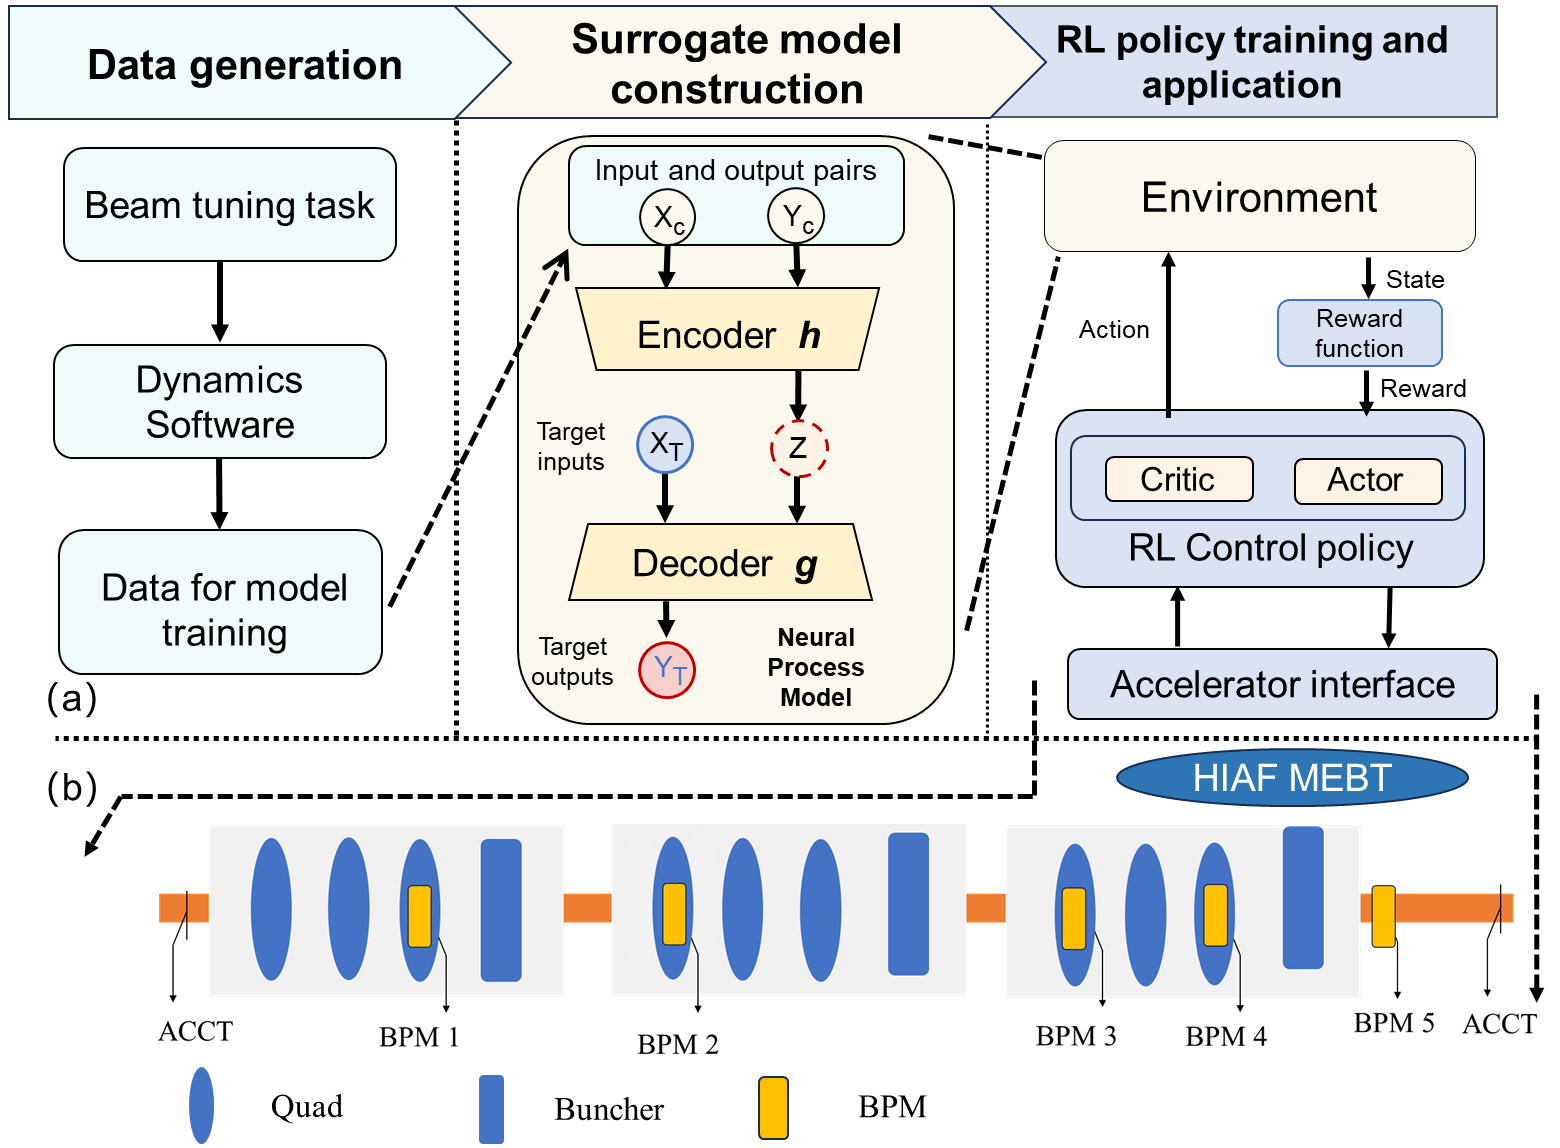 Data generation
Surrogate model
construction
RL policy training and
application
Beam tuning task
Dynamics
Software
Data for model
training
(a)
Input and output pairs
Xc
Yc
Encoder h
Target
inputs
XT
z
Decoder g
Target
outputs
YT
Neural
Process
Model
Environment
Action
State
Reward
function
Reward
Critic
Actor
RL Control policy
Accelerator interface
(b)
HIAF MEBT
ACCT
BPM 1
BPM 2
BPM 3
BPM 4
BPM 5
ACCT
Quad
Buncher
BPM